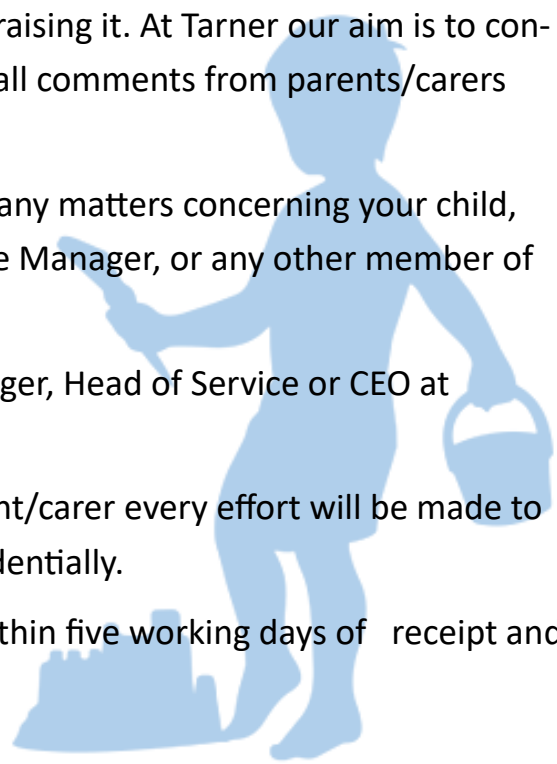 raising it. At Tarner our aim is to con-
all comments from parents/carers
any matters concerning your child,
e Manager, or any other member of
ger, Head of Service or CEO at
nt/carer every effort will be made to
dentially.
thin five working days of   receipt and